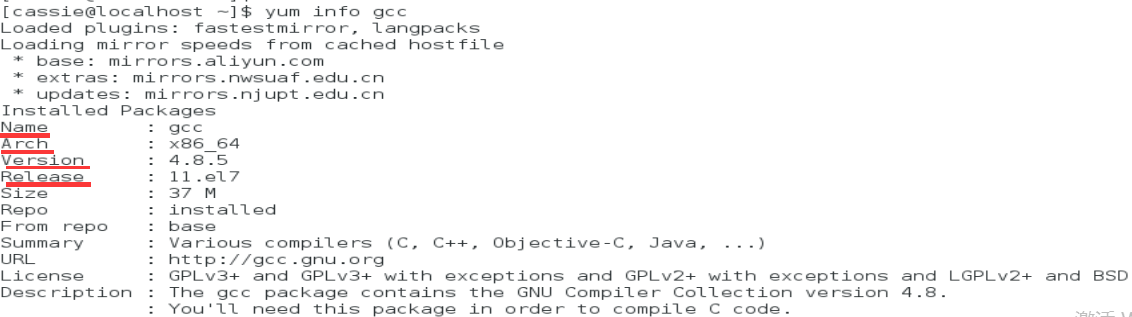 [cassie@localhost ~]$ yum info gcc
Loaded plugins: fastestmirror, langpacks
Loading mirror speeds from cached hostfile
 * base: mirrors.aliyun.com
 * extras: mirrors.nwsuaf.edu.cn
 * updates: mirrors.njupt.edu.cn
Installed Packages
Name        : gcc
Arch        : x86_64
Version     : 4.8.5
Release     : 11.el7
Size        : 37 M
Repo        : installed
From repo   : base
Summary     : Various compilers (C, C++, Objective-C, Java, ...)
URL         : http://gcc.gnu.org
License     : GPLv3+ and GPLv3+ with exceptions and GPLv2+ with exceptions and LGPLv2+ and BSD
Description : The gcc package contains the GNU Compiler Collection version 4.8.
            : You'll need this package in order to compile C code.